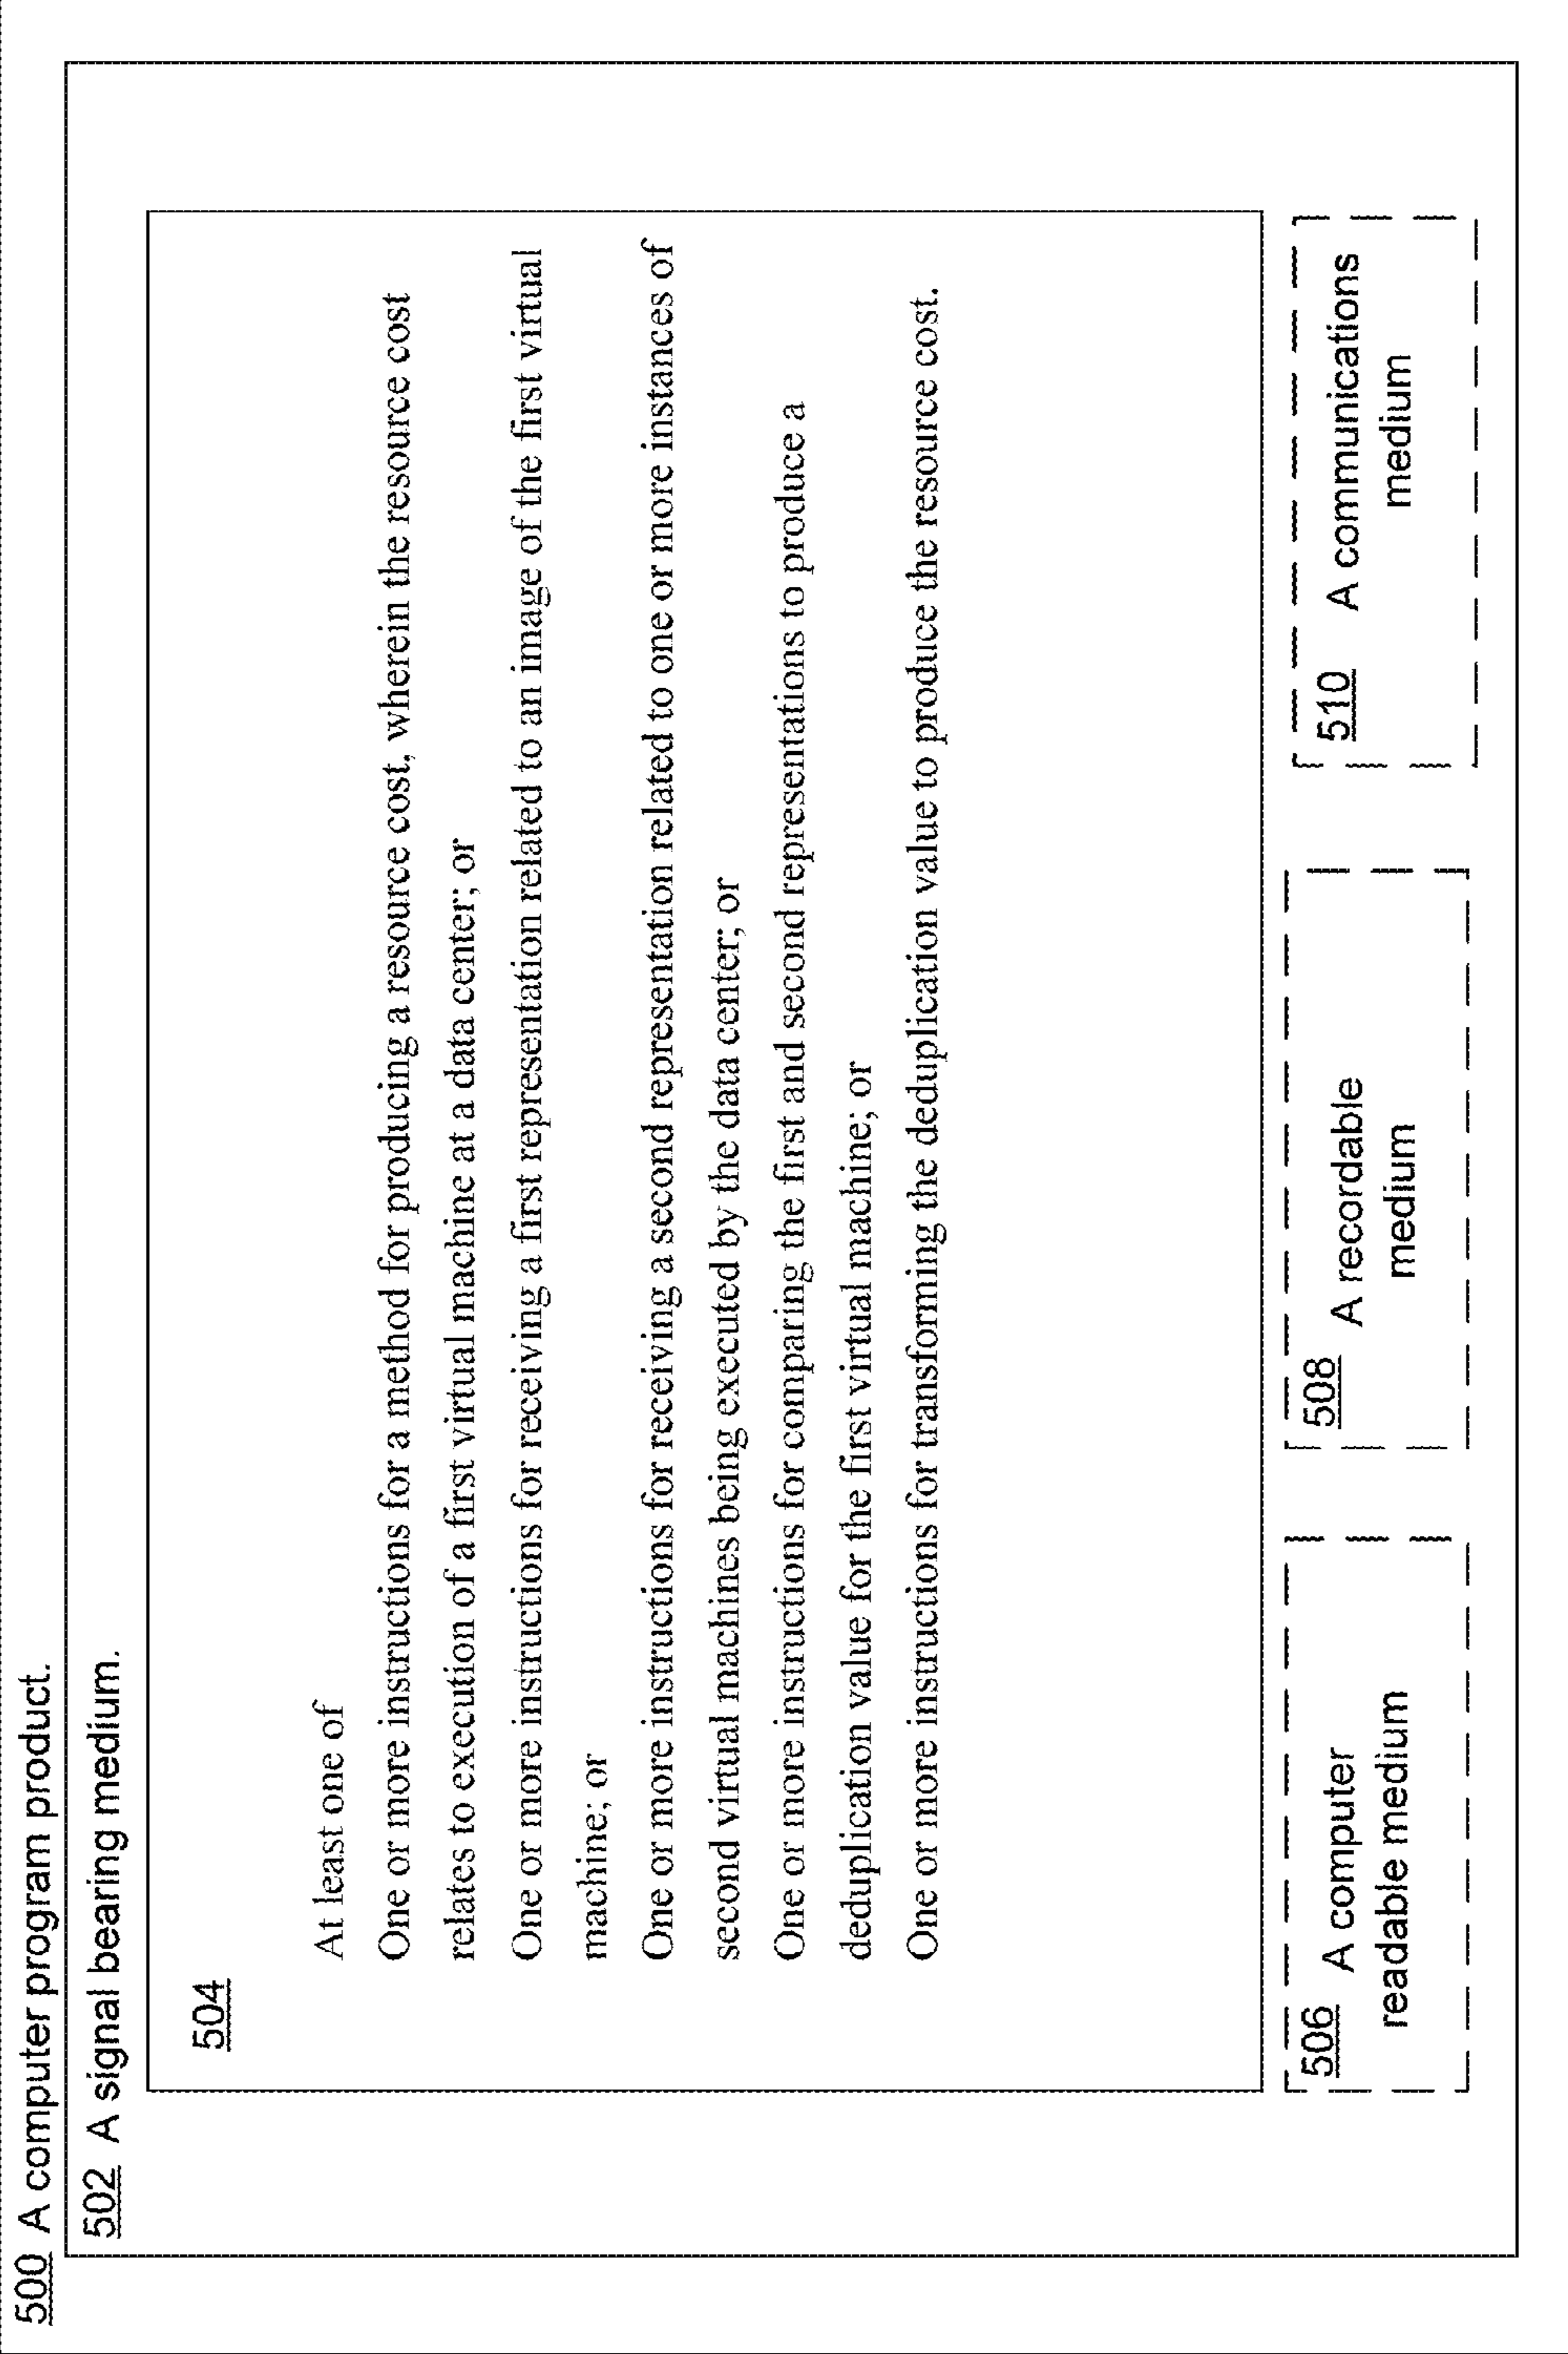 500 A computer program product.
502 A signal bearing medium.
504
At least one of
One or more instructions for a method for producing a resource cost, wherein the resource cost
relates to execution of a first virtual machine at a data center; or
One or more instructions for receiving a first representation related to an image of the first virtual
machine; or
One or more instructions for receiving a second representation related to one or more instances of
second virtual machines being executed by the data center; or
One or more instructions for comparing the first and second representations to produce a
deduplication value for the first virtual machine; or
One or more instructions for transforming the deduplication value to produce the resource cost.
506 A computer
readable medium
508 A recordable
medium
510 A communications
medium